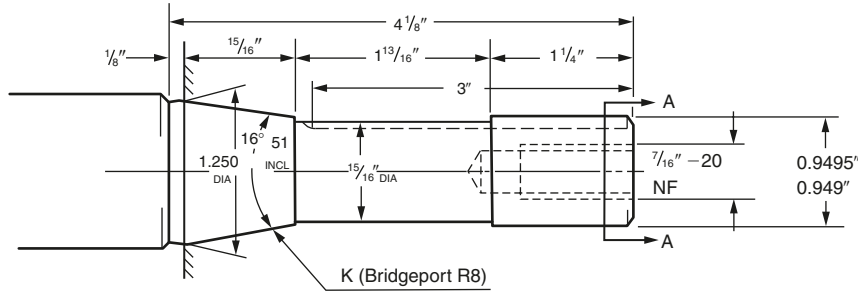 4 1/8"
1/8" 15/16" 1 13/16" 1 1/4"
3"
A
16° 51
INCL
1.250
DIA
15/16" DIA
7/16" – 20
NF
0.9495"
0.949"
A
K (Bridgeport R8)